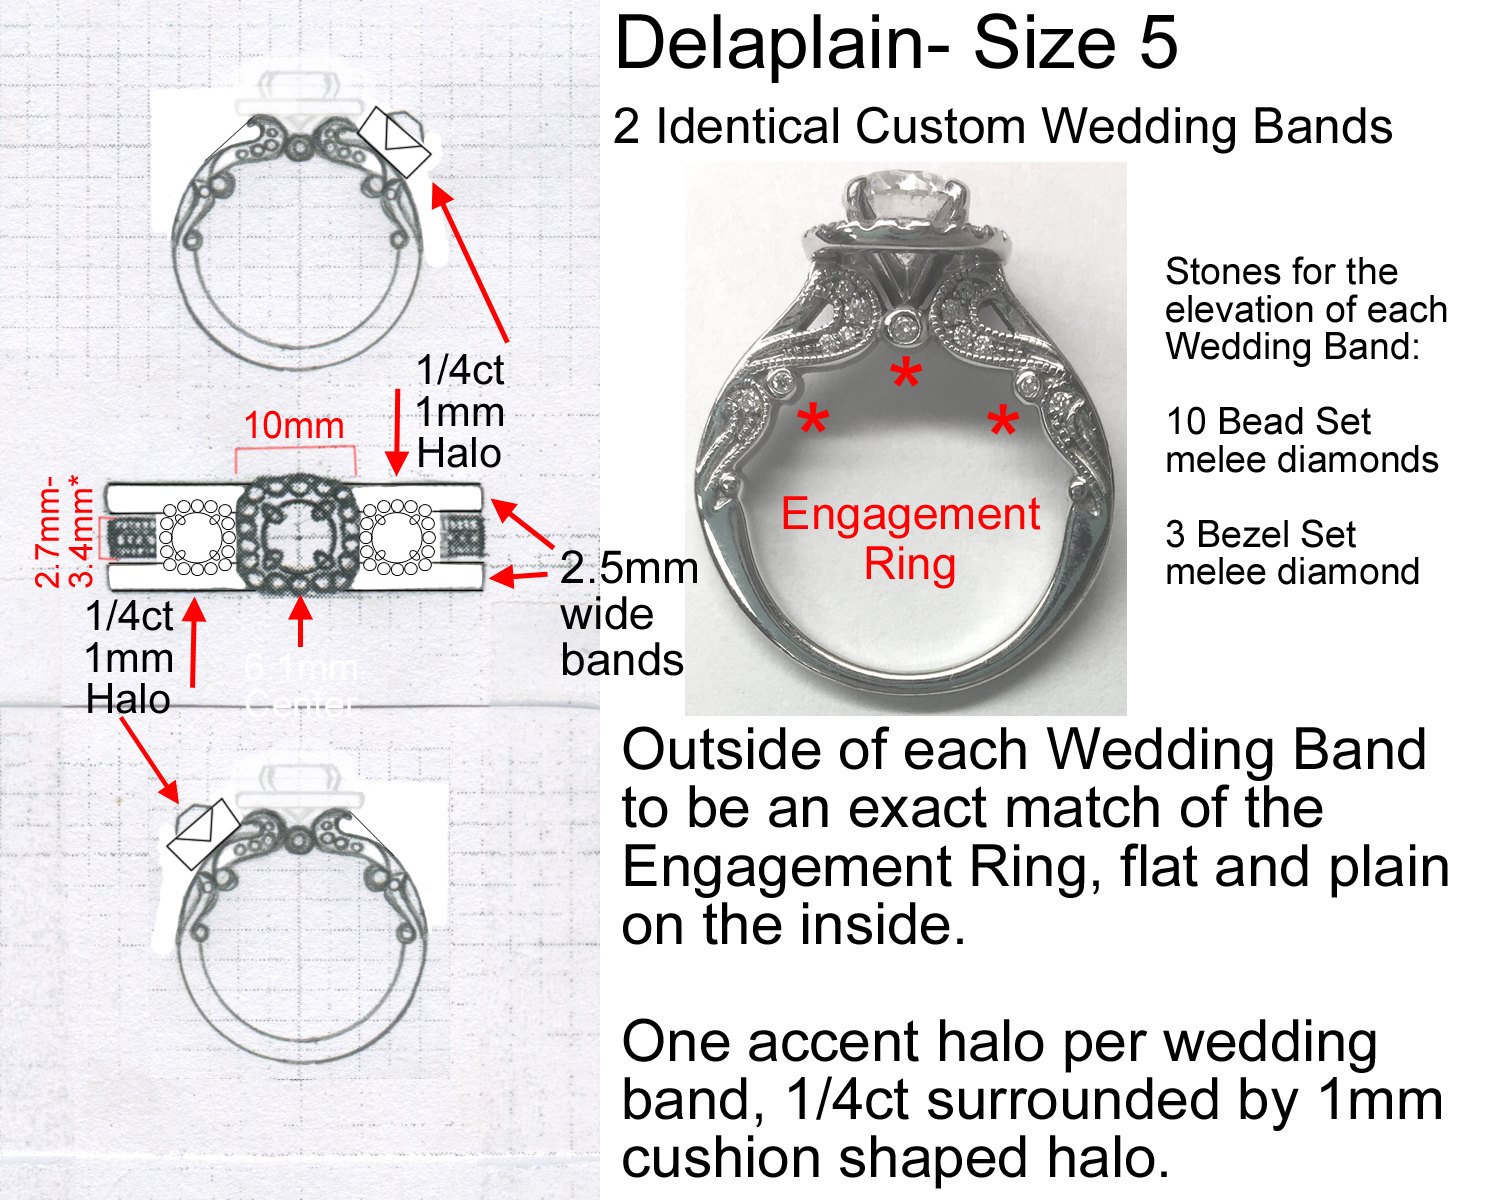 Delaplain- Size 5
2 Identical Custom Wedding Bands
Stones for the
elevation of each
Wedding Band:
10 Bead Set
melee diamonds
3 Bezel Set
melee diamond
*
*
*
Engagement
Ring
1/4ct
1mm
Halo
10mm
2.7mm-
3.4mm*
2.5mm
wide
bands
1/4ct
1mm
Halo
6.1mm
Center
Outside of each Wedding Band
to be an exact match of the
Engagement Ring, flat and plain
on the inside.
One accent halo per wedding
band, 1/4ct surrounded by 1mm
cushion shaped halo.